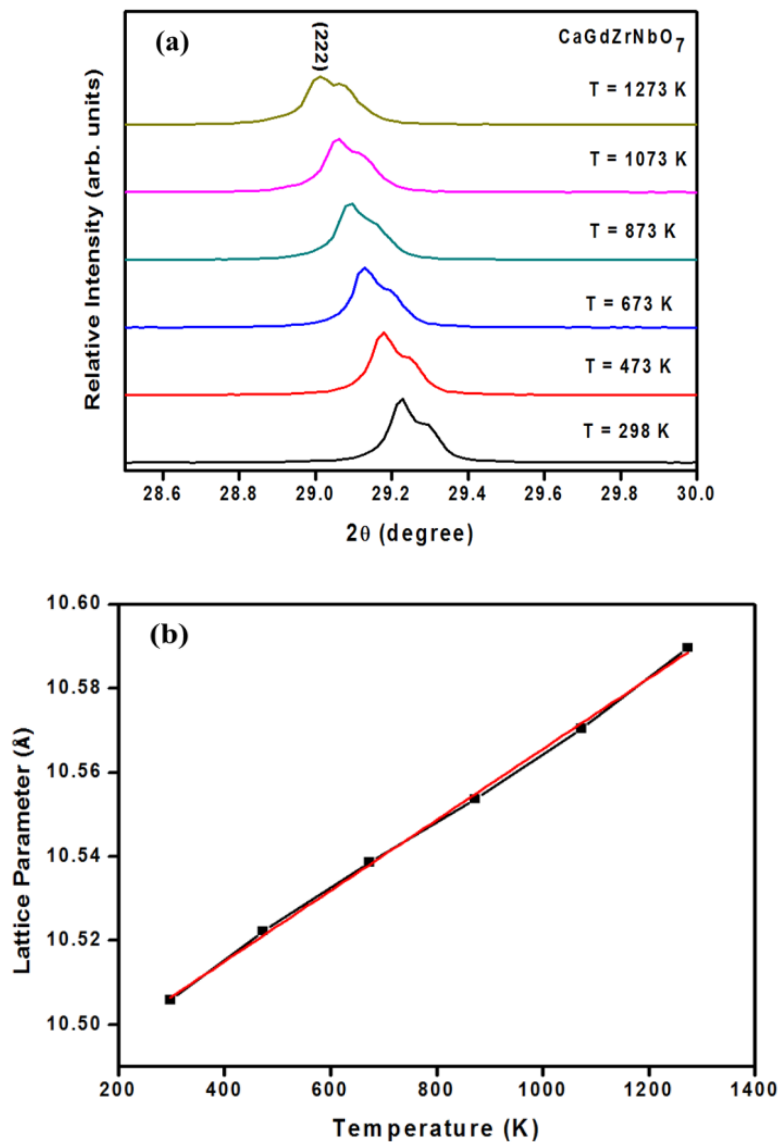 (a)
(222)
CaGdZrNbO₇
T = 1273 K
T = 1073 K
T = 873 K
T = 673 K
T = 473 K
T = 298 K
Relative Intensity (arb. units)
28.6 28.8 29.0 29.2 29.4 29.6 29.8 30.0
2θ (degree)
(b)
10.60
10.58
10.56
10.54
10.52
10.50
Lattice Parameter (Å)
200 400 600 800 1000 1200 1400
Temperature (K)